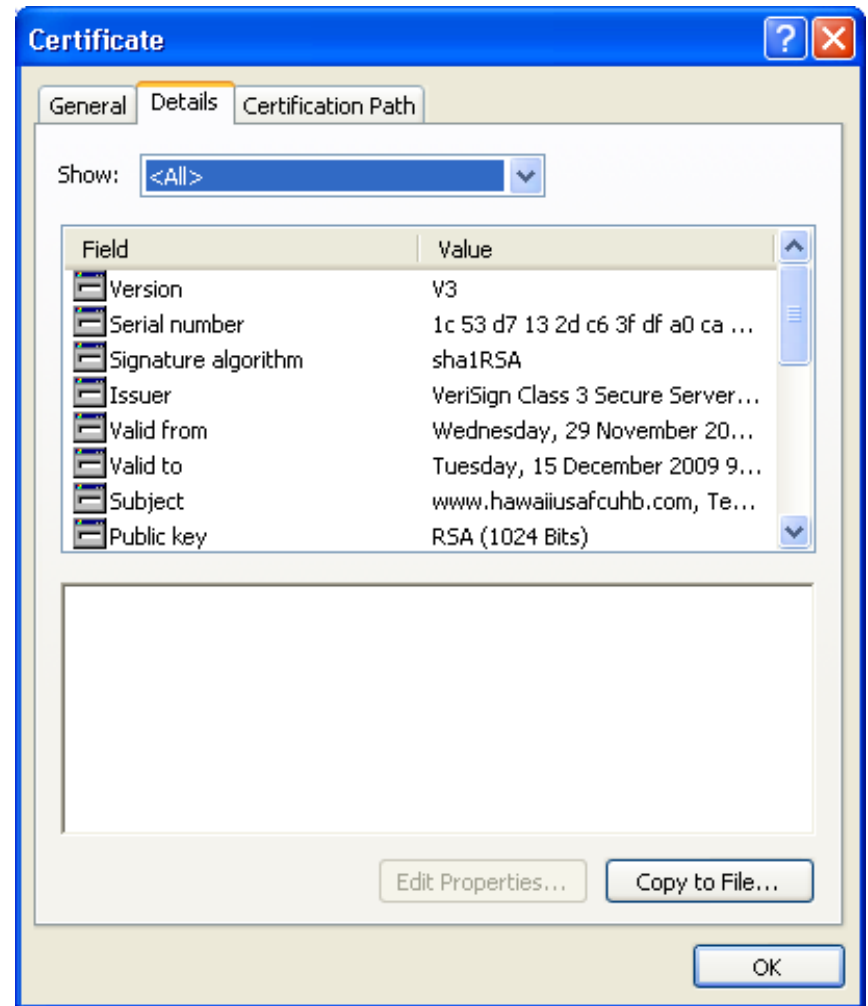 Certificate
General Details Certification Path
Show: <All>
Field Value
Version V3
Serial number 1c 53 d7 13 2d c6 3f df a0 ca ...
Signature algorithm sha1RSA
Issuer VeriSign Class 3 Secure Server...
Valid from Wednesday, 29 November 20...
Valid to Tuesday, 15 December 2009 9...
Subject www.hawaiiusafcuhb.com, Te...
Public key RSA (1024 Bits)
Edit Properties... Copy to File...
OK